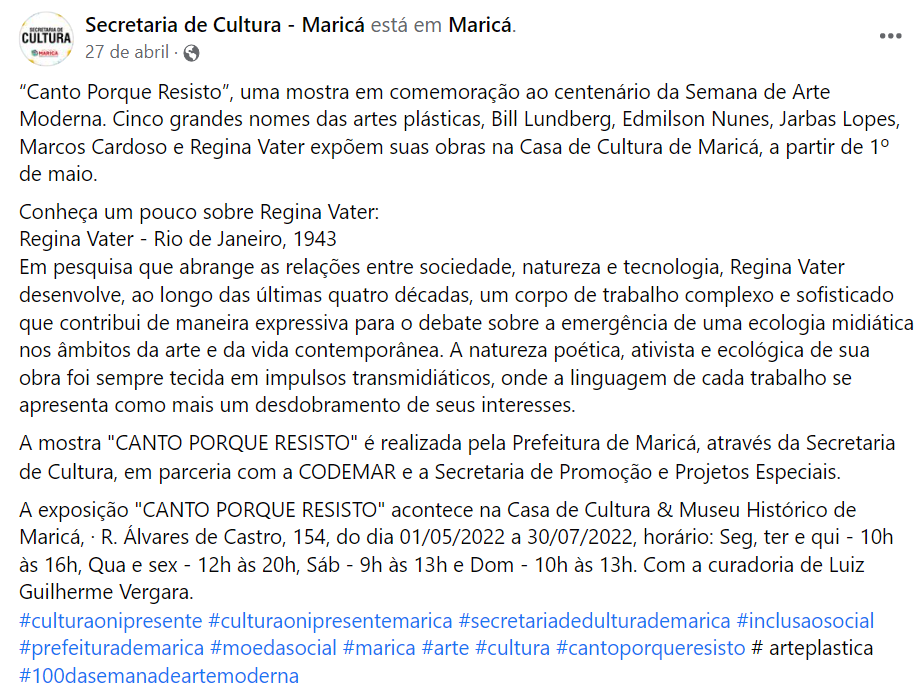 SECRETARIA DE
CULTURA
MARICÁ
Secretaria de Cultura - Maricá está em Maricá.
27 de abril ·
“Canto Porque Resisto”, uma mostra em comemoração ao centenário da Semana de Arte
Moderna. Cinco grandes nomes das artes plásticas, Bill Lundberg, Edmilson Nunes, Jarbas Lopes,
Marcos Cardoso e Regina Vater expõem suas obras na Casa de Cultura de Maricá, a partir de 1º
de maio.
Conheça um pouco sobre Regina Vater:
Regina Vater - Rio de Janeiro, 1943
Em pesquisa que abrange as relações entre sociedade, natureza e tecnologia, Regina Vater
desenvolve, ao longo das últimas quatro décadas, um corpo de trabalho complexo e sofisticado
que contribui de maneira expressiva para o debate sobre a emergência de uma ecologia midiática
nos âmbitos da arte e da vida contemporânea. A natureza poética, ativista e ecológica de sua
obra foi sempre tecida em impulsos transmidiáticos, onde a linguagem de cada trabalho se
apresenta como mais um desdobramento de seus interesses.
A mostra "CANTO PORQUE RESISTO" é realizada pela Prefeitura de Maricá, através da Secretaria
de Cultura, em parceria com a CODEMAR e a Secretaria de Promoção e Projetos Especiais.
A exposição "CANTO PORQUE RESISTO" acontece na Casa de Cultura & Museu Histórico de
Maricá, · R. Álvares de Castro, 154, do dia 01/05/2022 a 30/07/2022, horário: Seg, ter e qui - 10h
às 16h, Qua e sex - 12h às 20h, Sáb - 9h às 13h e Dom - 10h às 13h. Com a curadoria de Luiz
Guilherme Vergara.
#culturaonipresente #culturaonipresentemarica #secretariadedulturademarica #inclusaosocial
#prefeiturademarica #moedasocial #marica #arte #cultura #cantoporqueresisto # arteplastica
#100dasemanadeartemoderna